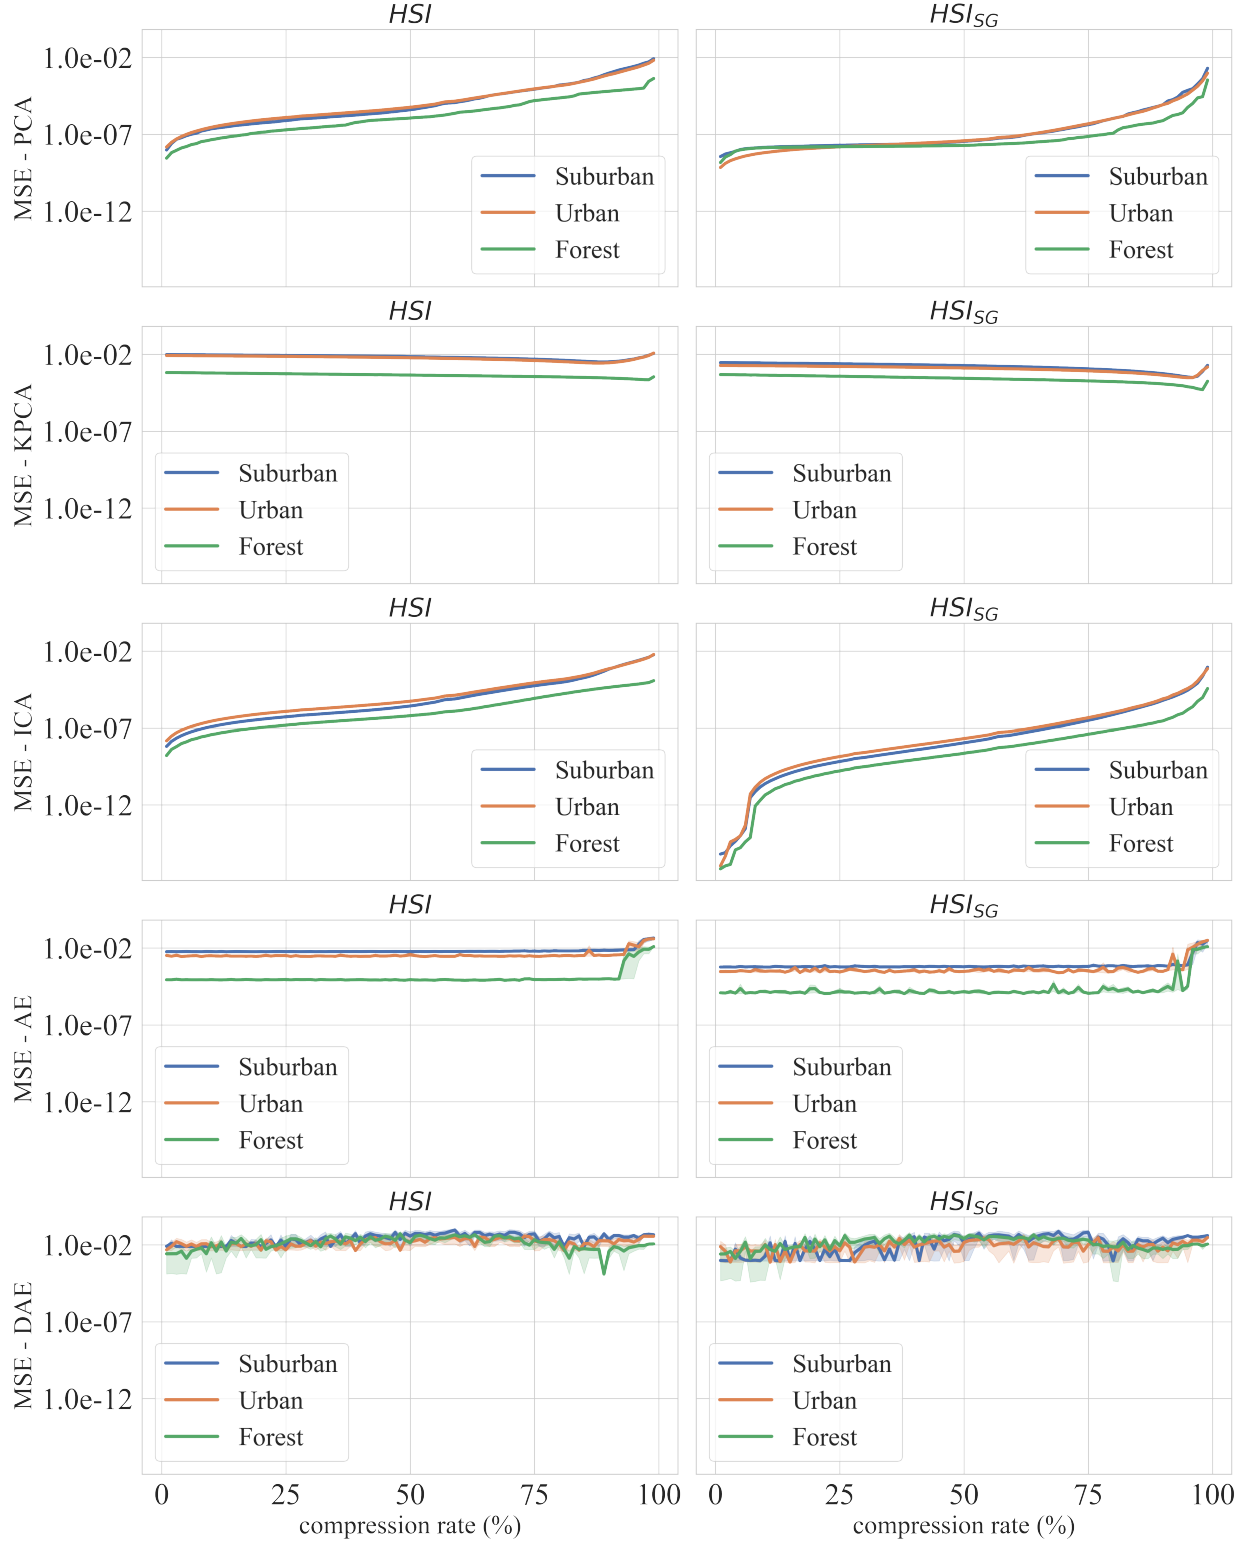 HSI
HSI_SG
MSE - PCA
1.0e-02
1.0e-07
1.0e-12
Suburban
Urban
Forest
Suburban
Urban
Forest
HSI
HSI_SG
MSE - KPCA
1.0e-02
1.0e-07
1.0e-12
Suburban
Urban
Forest
Suburban
Urban
Forest
HSI
HSI_SG
MSE - ICA
1.0e-02
1.0e-07
1.0e-12
Suburban
Urban
Forest
Suburban
Urban
Forest
HSI
HSI_SG
MSE - AE
1.0e-02
1.0e-07
1.0e-12
Suburban
Urban
Forest
Suburban
Urban
Forest
HSI
HSI_SG
MSE - DAE
1.0e-02
1.0e-07
1.0e-12
Suburban
Urban
Forest
Suburban
Urban
Forest
0 25 50 75 100
0 25 50 75 100
compression rate (%)
compression rate (%)